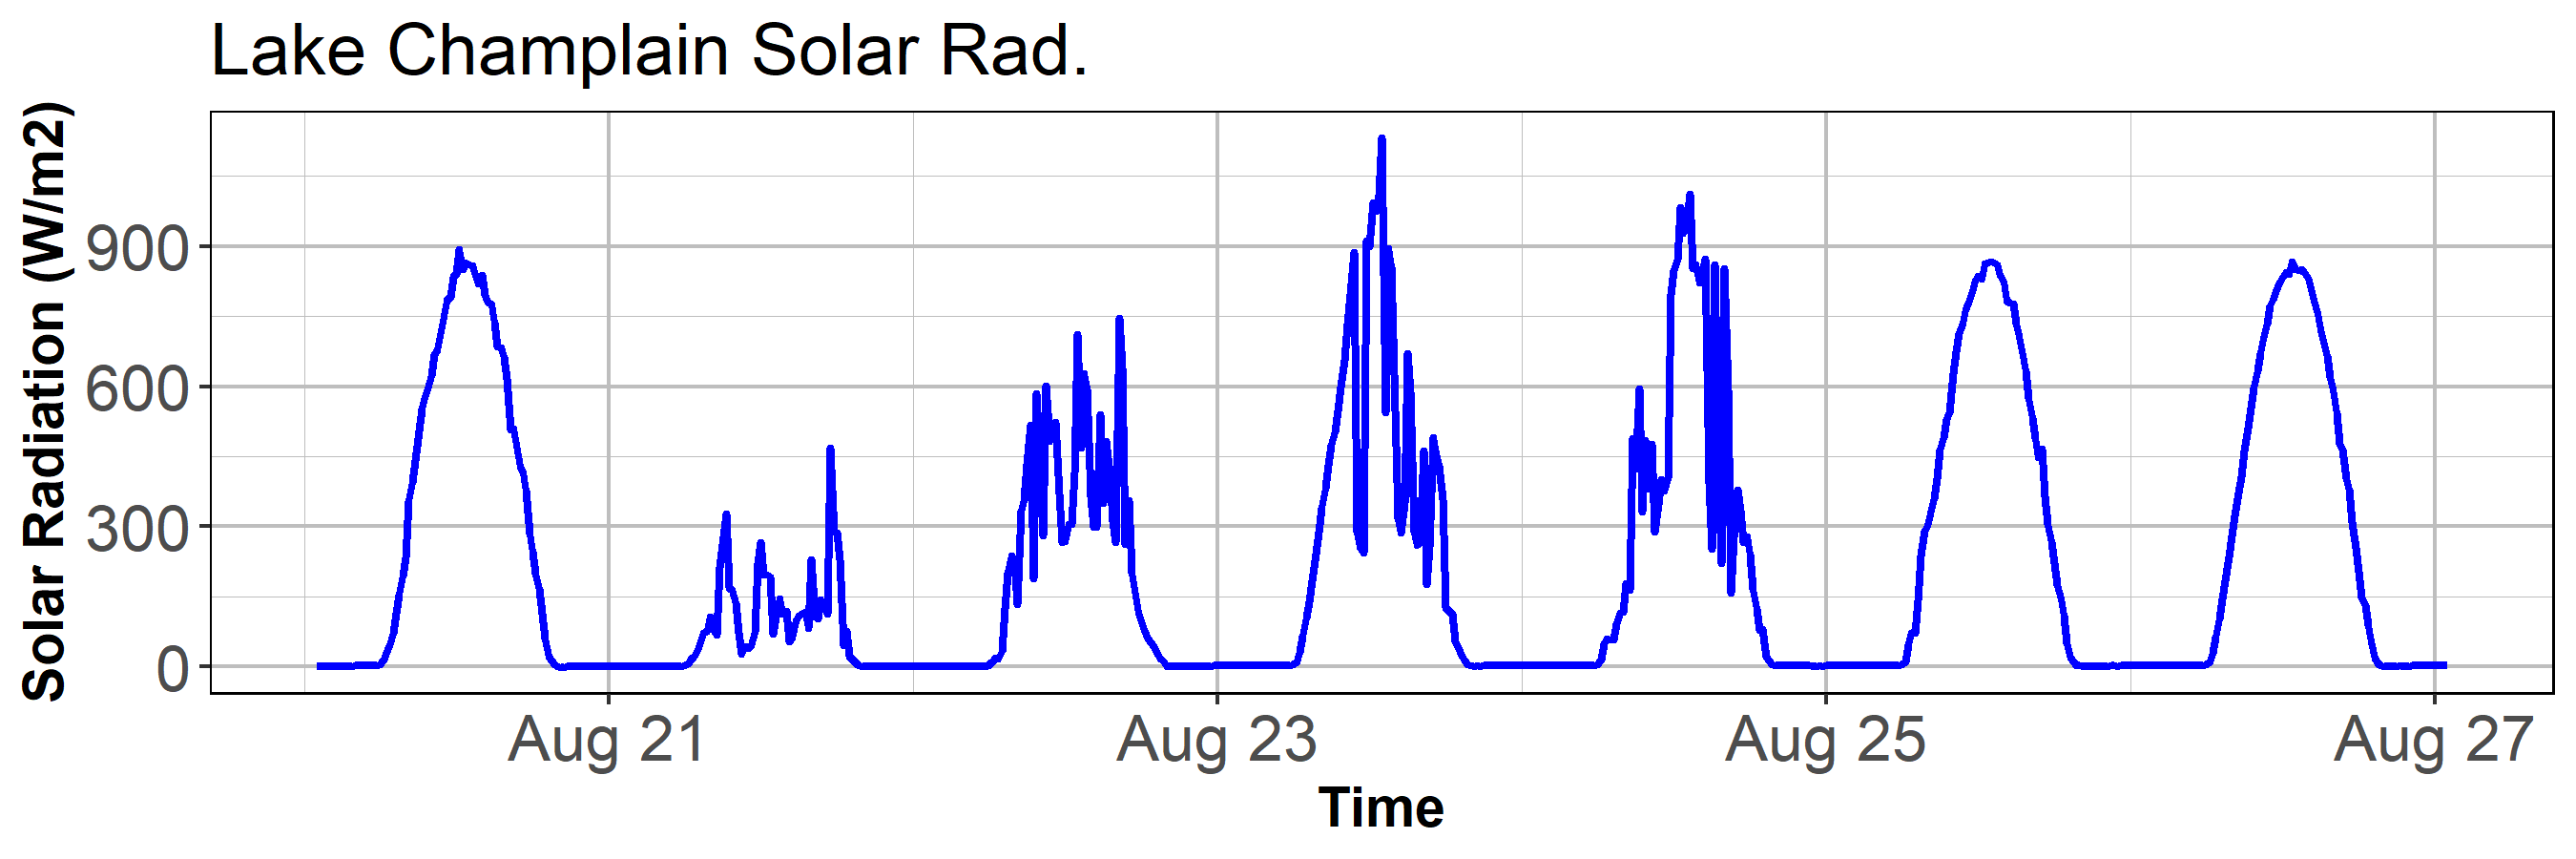 Lake Champlain Solar Rad.
Solar Radiation (W/m2)
900
600
300
0
Aug 21
Aug 23
Aug 25
Aug 27
Time